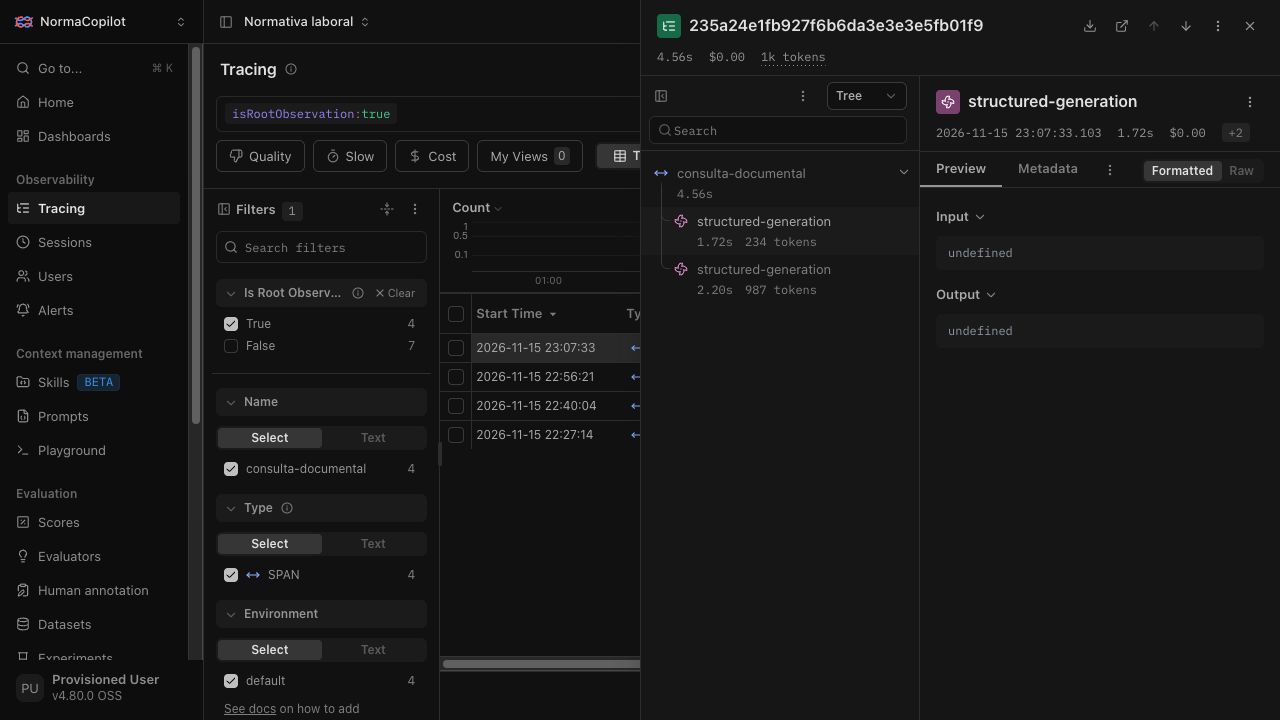 NormaCopilot
Go to...
⌘ K
Home
Dashboards
Observability
Tracing
Sessions
Users
Alerts
Context management
Skills BETA
Prompts
Playground
Evaluation
Scores
Evaluators
Human annotation
Datasets
Experiments
PU
Provisioned User
v4.80.0 OSS
Normativa laboral
Tracing
isRootObservation:true
Quality
Slow
Cost
My Views 0
Filters 1
Search filters
Is Root Observ...
Clear
True 4
False 7
Name
Select Text
consulta-documental 4
Type
Select Text
SPAN 4
Environment
Select Text
default 4
See docs on how to add
Count
1
0.5
0.1
01:00
Start Time
Ty
2026-11-15 23:07:33
2026-11-15 22:56:21
2026-11-15 22:40:04
2026-11-15 22:27:14
235a24e1fb927f6b6da3e3e3e5fb01f9
4.56s $0.00 1k tokens
Tree
Search
consulta-documental
4.56s
structured-generation
1.72s 234 tokens
structured-generation
2.20s 987 tokens
structured-generation
2026-11-15 23:07:33.103 1.72s $0.00 +2
Preview Metadata
Formatted Raw
Input
undefined
Output
undefined